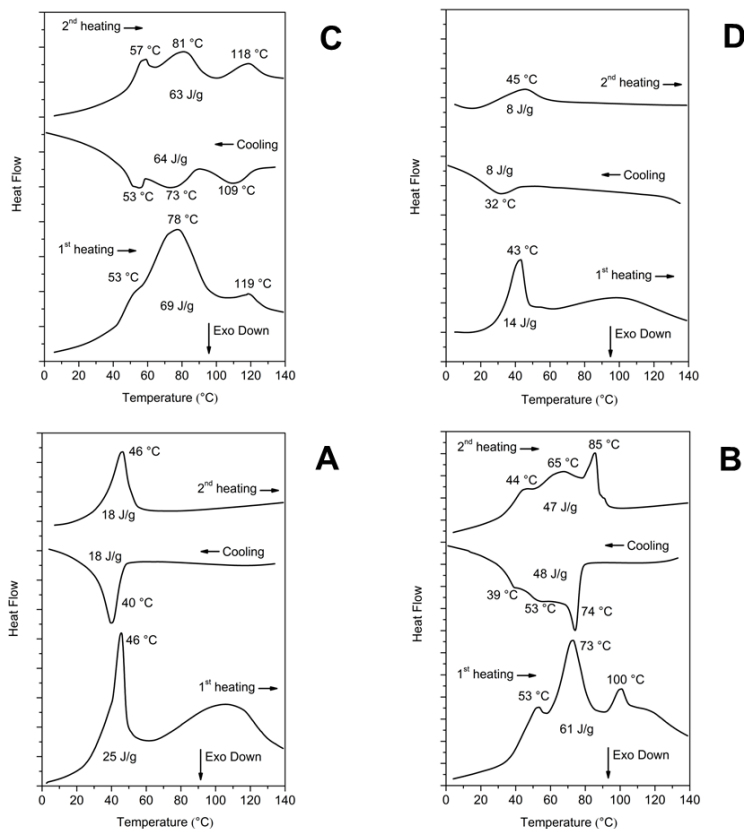 C
2nd heating
57 °C
81 °C
118 °C
63 J/g
Cooling
64 J/g
53 °C
73 °C
109 °C
78 °C
1st heating
53 °C
119 °C
69 J/g
Exo Down
Heat Flow
0 20 40 60 80 100 120 140
Temperature (°C)
D
45 °C
2nd heating
8 J/g
8 J/g
Cooling
32 °C
43 °C
1st heating
14 J/g
Exo Down
Heat Flow
0 20 40 60 80 100 120 140
Temperature (°C)
A
46 °C
2nd heating
18 J/g
18 J/g
Cooling
40 °C
46 °C
1st heating
25 J/g
Exo Down
Heat Flow
0 20 40 60 80 100 120 140
Temperature (°C)
B
2nd heating
44 °C
65 °C
85 °C
47 J/g
Cooling
48 J/g
39 °C
53 °C
74 °C
73 °C
1st heating
53 °C
100 °C
61 J/g
Exo Down
Heat Flow
0 20 40 60 80 100 120 140
Temperature (°C)